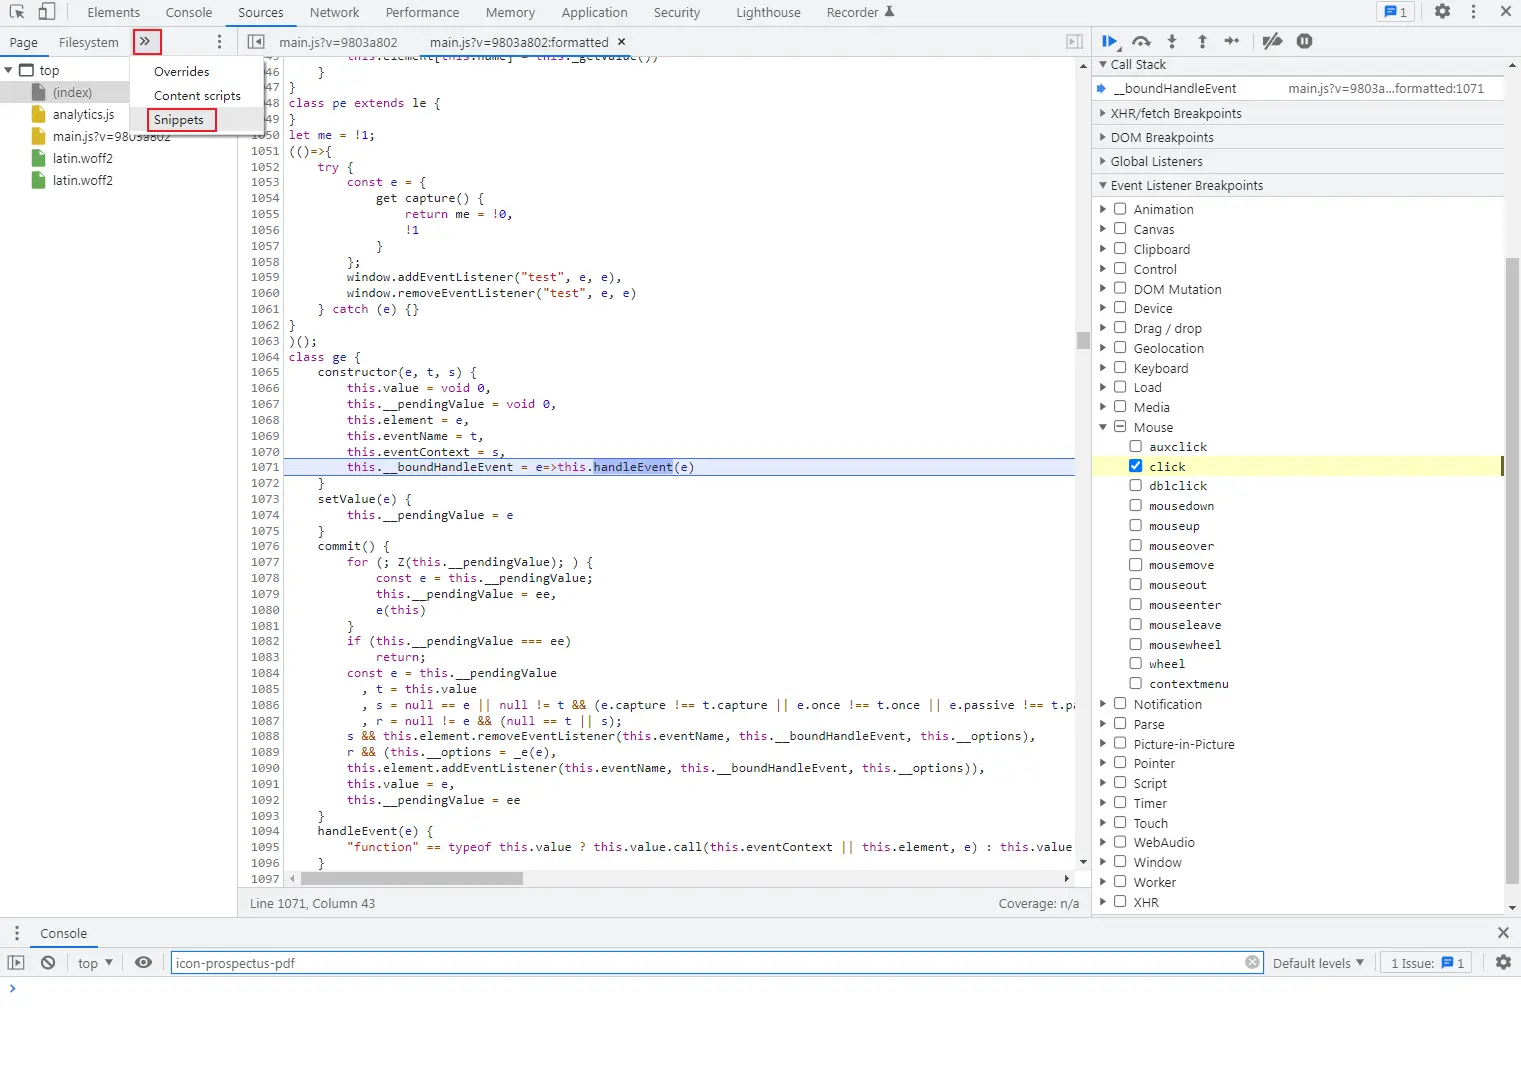 Elements Console Sources Network Performance Memory Application Security Lighthouse Recorder 1
Page Filesystem main.js?v=9803a802 main.js?v=9803a802:formatted
top
(index)
analytics.js
main.js?v=9803a802
latin.woff2
latin.woff2
Overrides
Content scripts
Snippets
46 }
47 }
48 class pe extends le {
49 }
1050 let me = !1;
1051 (()=>{
1052 try {
1053 const e = {
1054 get capture() {
1055 return me = !0,
1056 !1
1057 }
1058 };
1059 window.addEventListener("test", e, e),
1060 window.removeEventListener("test", e, e)
1061 } catch (e) {}
1062 }
1063 )();
1064 class ge {
1065 constructor(e, t, s) {
1066 this.value = void 0,
1067 this.__pendingValue = void 0,
1068 this.element = e,
1069 this.eventName = t,
1070 this.eventContext = s,
1071 this.__boundHandleEvent = e=>this.handleEvent(e)
1072 }
1073 setValue(e) {
1074 this.__pendingValue = e
1075 }
1076 commit() {
1077 for (; Z(this.__pendingValue); ) {
1078 const e = this.__pendingValue;
1079 this.__pendingValue = ee,
1080 e(this)
1081 }
1082 if (this.__pendingValue === ee)
1083 return;
1084 const e = this.__pendingValue
1085 , t = this.value
1086 , s = null == e || null != t && (e.capture !== t.capture || e.once !== t.once || e.passive !== t.pa
1087 , r = null != e && (null == t || s);
1088 s && this.element.removeEventListener(this.eventName, this.__boundHandleEvent, this.__options),
1089 r && (this.__options = _e(e),
1090 this.element.addEventListener(this.eventName, this.__boundHandleEvent, this.__options)),
1091 this.value = e,
1092 this.__pendingValue = ee
1093 }
1094 handleEvent(e) {
1095 "function" == typeof this.value ? this.value.call(this.eventContext || this.element, e) : this.value
1096 }
1097
Line 1071, Column 43 Coverage: n/a
Call Stack
__boundHandleEvent main.js?v=9803a...formatted:1071
XHR/fetch Breakpoints
DOM Breakpoints
Global Listeners
Event Listener Breakpoints
Animation
Canvas
Clipboard
Control
DOM Mutation
Device
Drag / drop
Geolocation
Keyboard
Load
Media
Mouse
auxclick
click
dblclick
mousedown
mouseup
mouseover
mousemove
mouseout
mouseenter
mouseleave
mousewheel
wheel
contextmenu
Notification
Parse
Picture-in-Picture
Pointer
Script
Timer
Touch
WebAudio
Window
Worker
XHR
Console
top icon-prospectus-pdf Default levels 1 Issue: 1